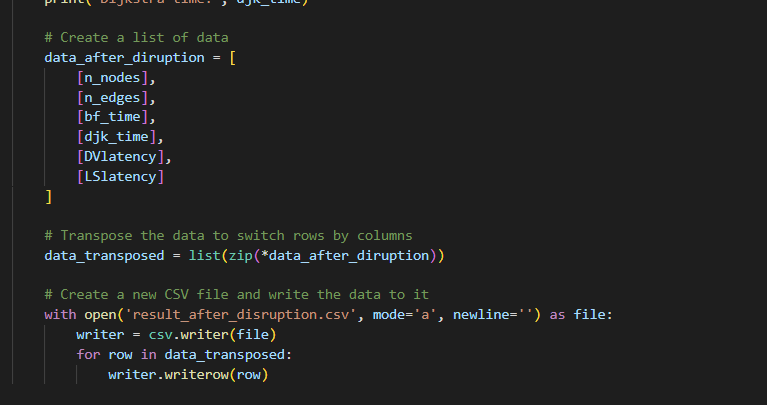 print("Dijkstra time:", djk_time)
# Create a list of data
data_after_diruption = [
[n_nodes],
[n_edges],
[bf_time],
[djk_time],
[DVlatency],
[LSlatency]
]
# Transpose the data to switch rows by columns
data_transposed = list(zip(*data_after_diruption))
# Create a new CSV file and write the data to it
with open('result_after_disruption.csv', mode='a', newline='') as file:
writer = csv.writer(file)
for row in data_transposed:
writer.writerow(row)